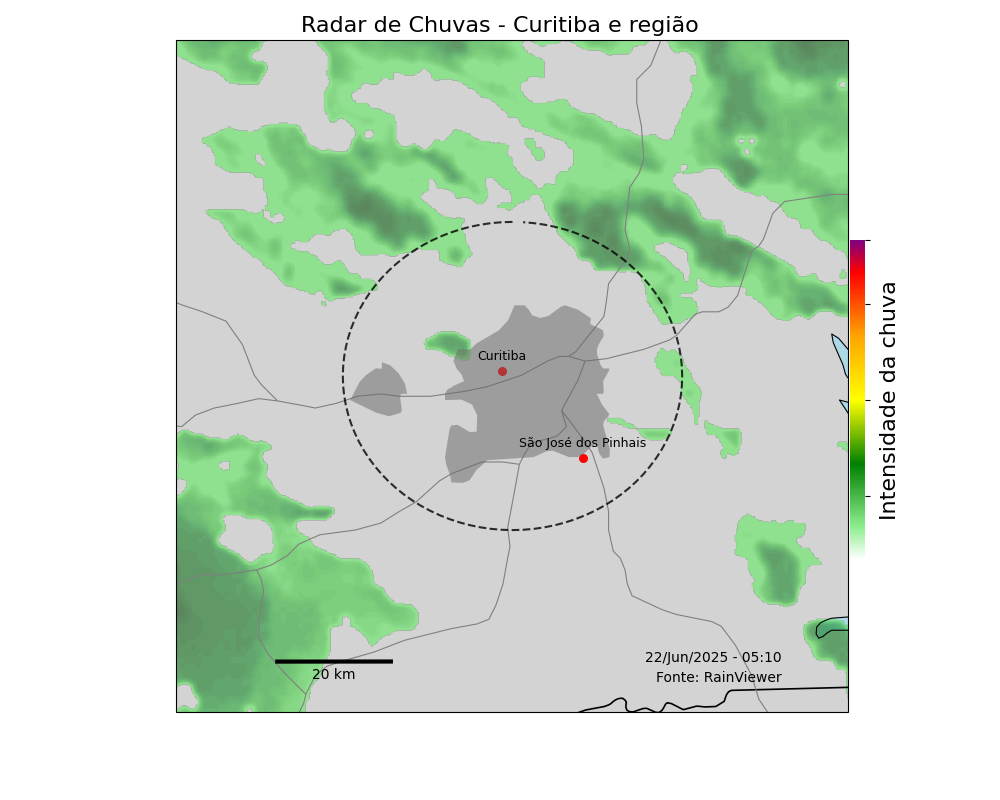 Radar de Chuvas - Curitiba e região
Curitiba
São José dos Pinhais
Intensidade da chuva
22/Jun/2025 - 05:10
Fonte: RainViewer
20 km